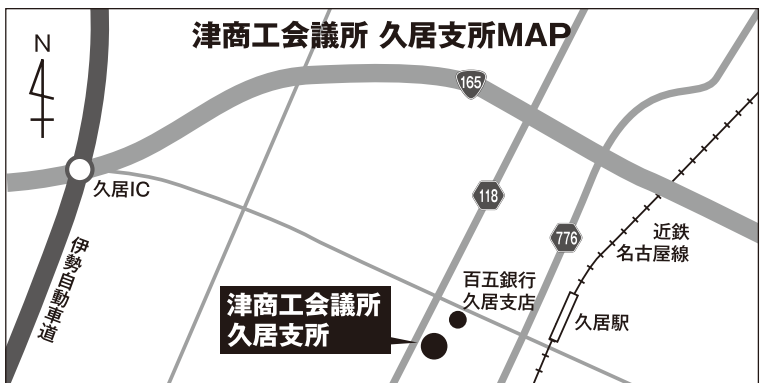 津商工会議所 久居支所MAP
N
165
久居IC
118
776
近鉄
名古屋線
伊勢自動車道
百五銀行
久居支店
津商工会議所
久居支所
久居駅